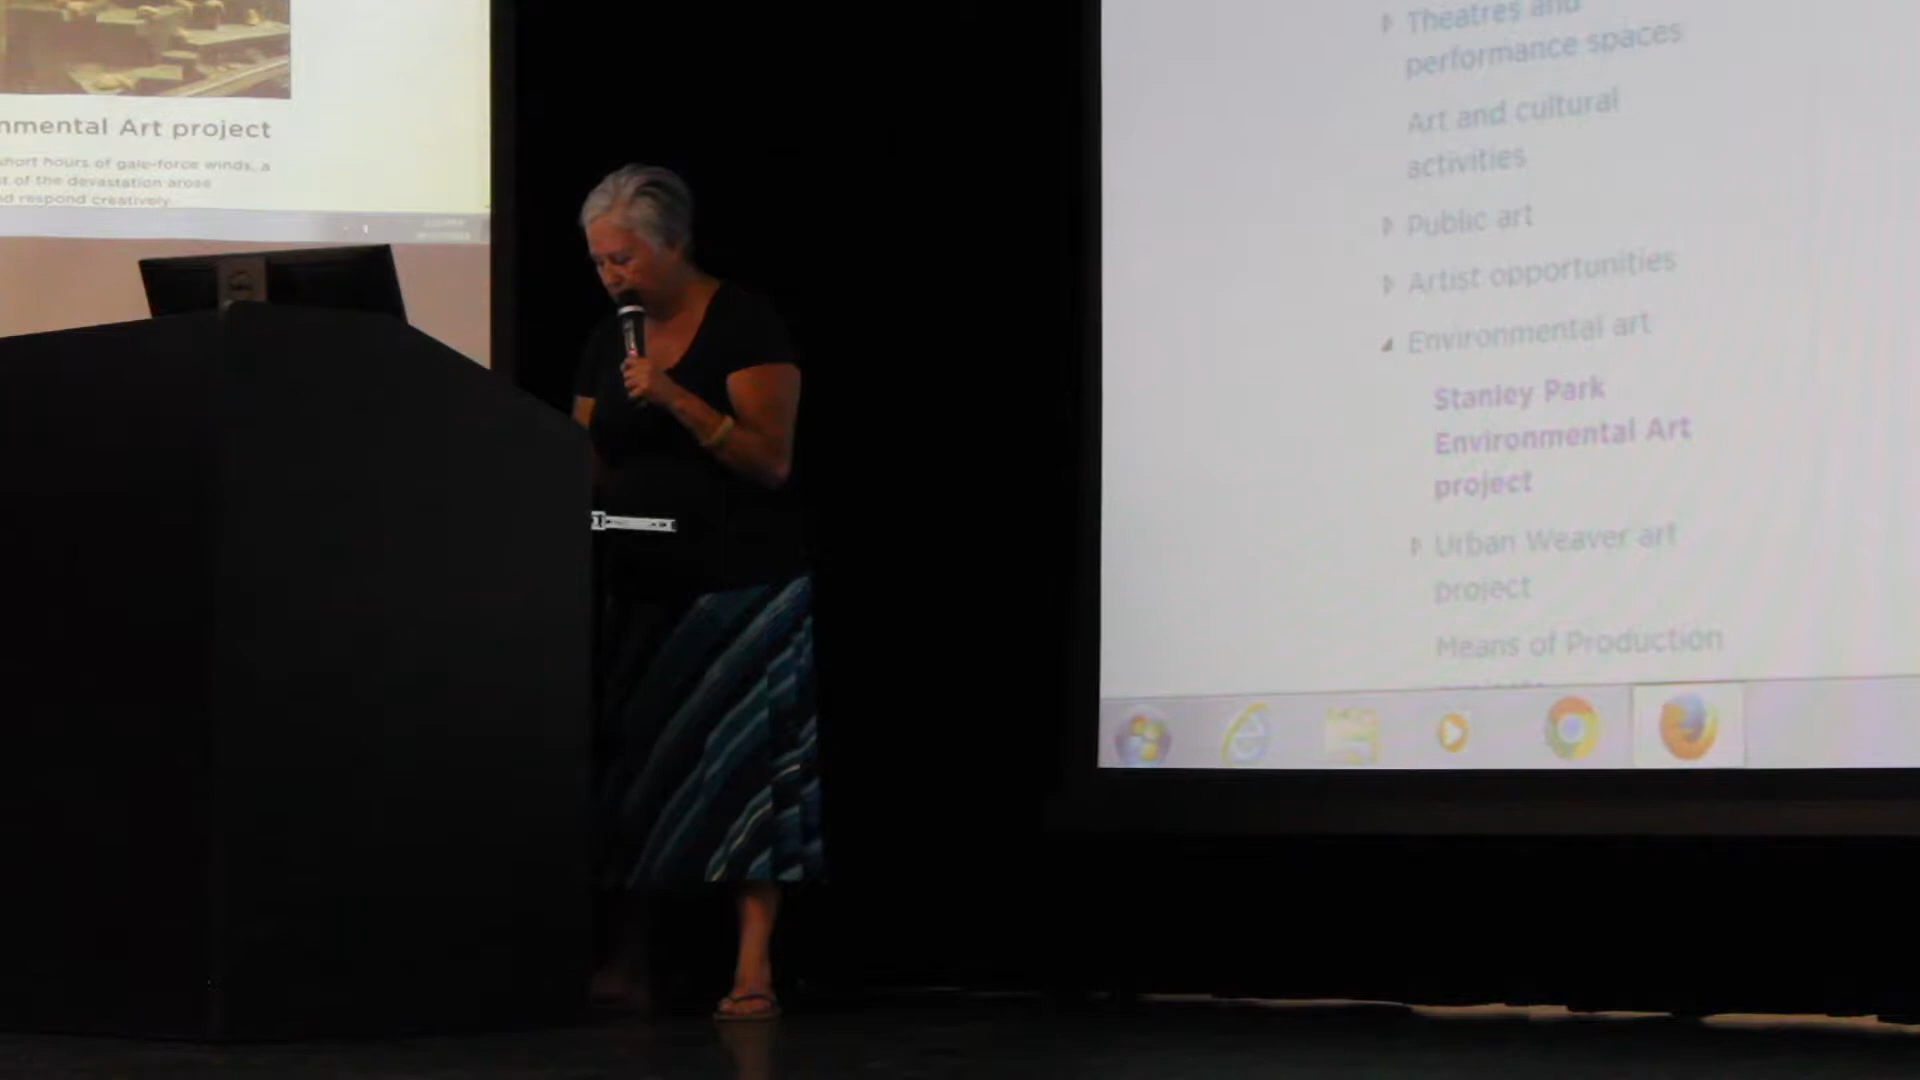 nmental Art project
short hours of gale-force winds, a
st of the devastation arose
nd respond creatively.
Theatres and
performance spaces
Art and cultural
activities
Public art
Artist opportunities
Environmental art
Stanley Park
Environmental Art
project
Urban Weaver art
project
Means of Production